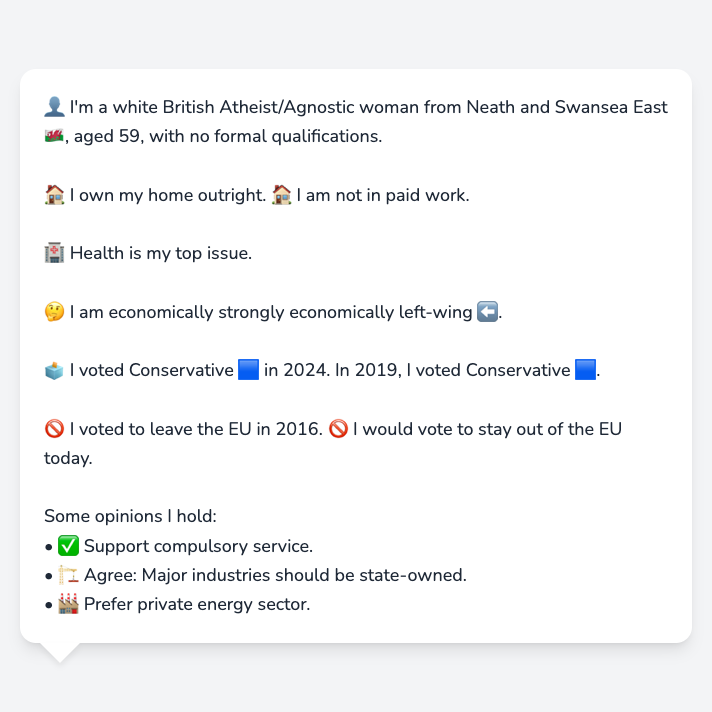 👤 I'm a white British Atheist/Agnostic woman from Neath and Swansea East
🏴󠁧󠁢󠁷󠁬󠁳󠁿, aged 59, with no formal qualifications.
🏠 I own my home outright. 🏠 I am not in paid work.
🏥 Health is my top issue.
🤔 I am economically strongly economically left-wing ⬅️.
🗳️ I voted Conservative 🟦 in 2024. In 2019, I voted Conservative 🟦.
🚫 I voted to leave the EU in 2016. 🚫 I would vote to stay out of the EU
today.
Some opinions I hold:
• ✅ Support compulsory service.
• 🏗️ Agree: Major industries should be state-owned.
• 🏭 Prefer private energy sector.